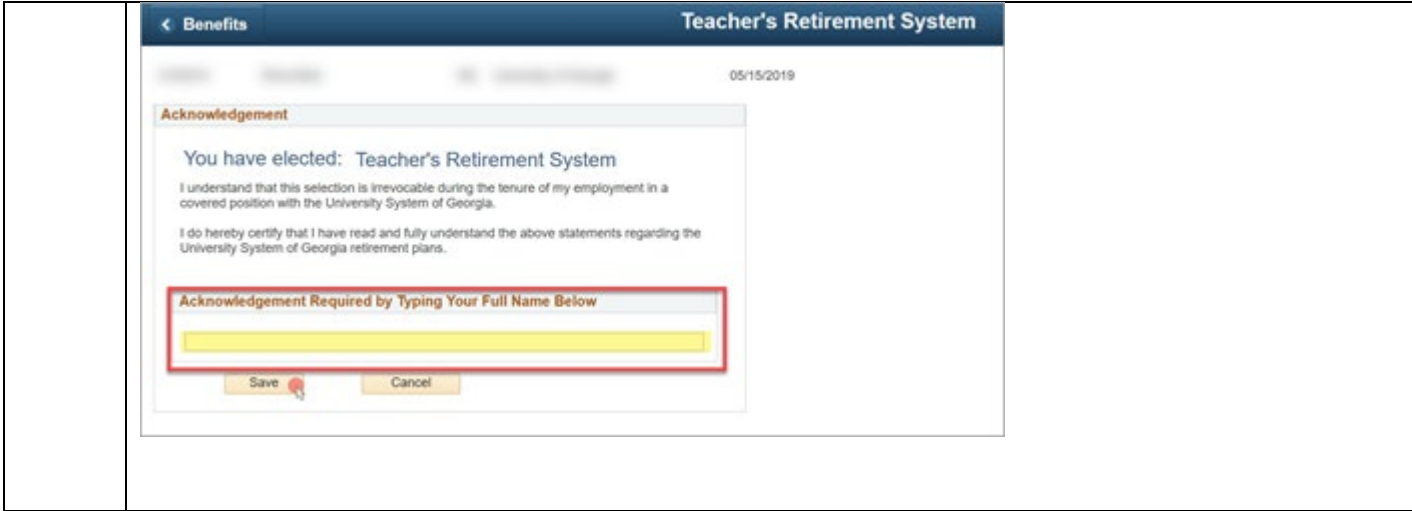 Benefits
Teacher's Retirement System
05/15/2019
Acknowledgement
You have elected: Teacher's Retirement System
I understand that this selection is irrevocable during the tenure of my employment in a
covered position with the University System of Georgia.
I do hereby certify that I have read and fully understand the above statements regarding the
University System of Georgia retirement plans.
Acknowledgement Required by Typing Your Full Name Below
Save
Cancel